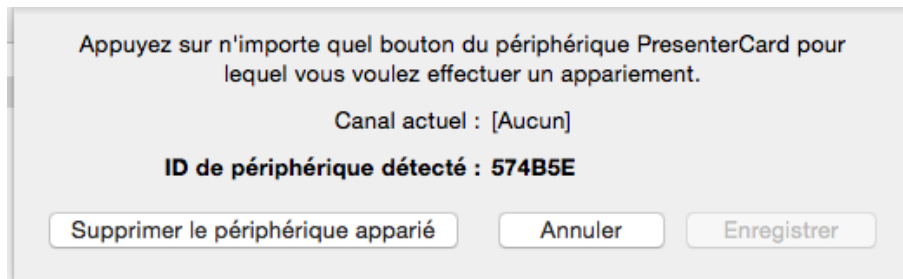 Appuyez sur n'importe quel bouton du périphérique PresenterCard pour
lequel vous voulez effectuer un appariement.
Canal actuel : [Aucun]
ID de périphérique détecté : 574B5E
Supprimer le périphérique apparié Annuler Enregistrer